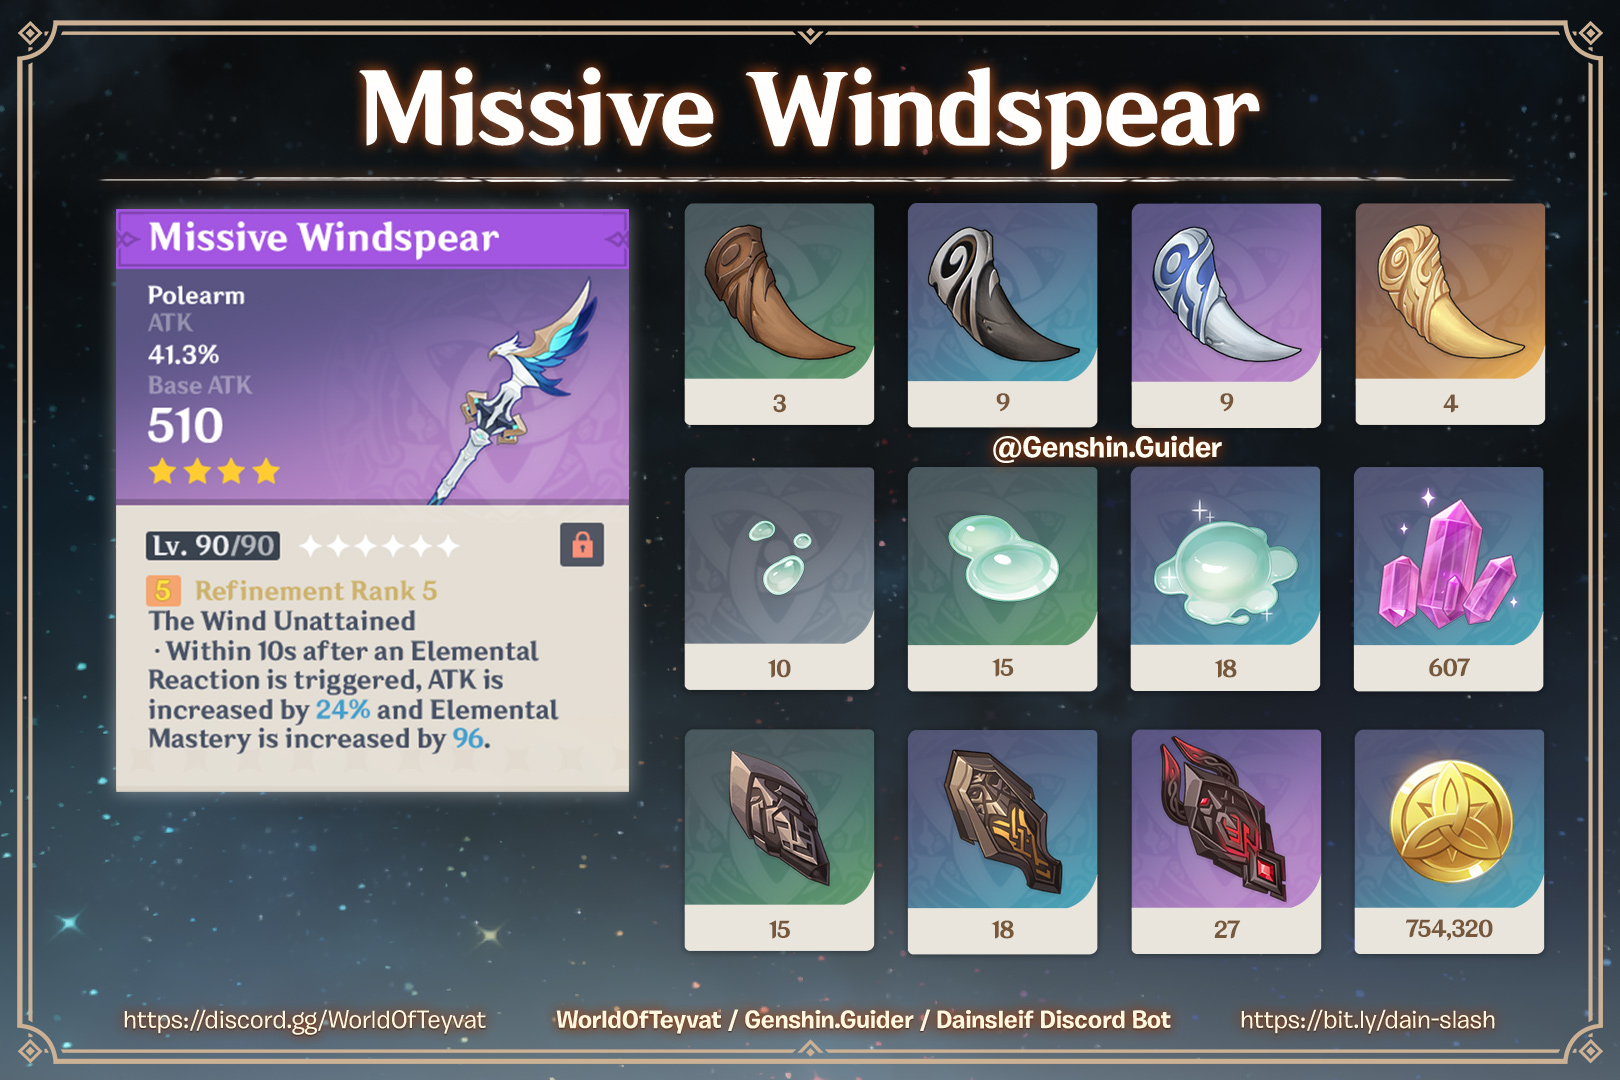 Missive Windspear
Missive Windspear
Polearm
ATK
41.3%
Base ATK
510
Lv. 90/90
5 Refinement Rank 5
The Wind Unattained
· Within 10s after an Elemental
Reaction is triggered, ATK is
increased by 24% and Elemental
Mastery is increased by 96.
3
9
9
4
@Genshin.Guider
10
15
18
607
15
18
27
754,320
https://discord.gg/WorldOfTeyvat
WorldOfTeyvat / Genshin.Guider / Dainsleif Discord Bot
https://bit.ly/dain-slash